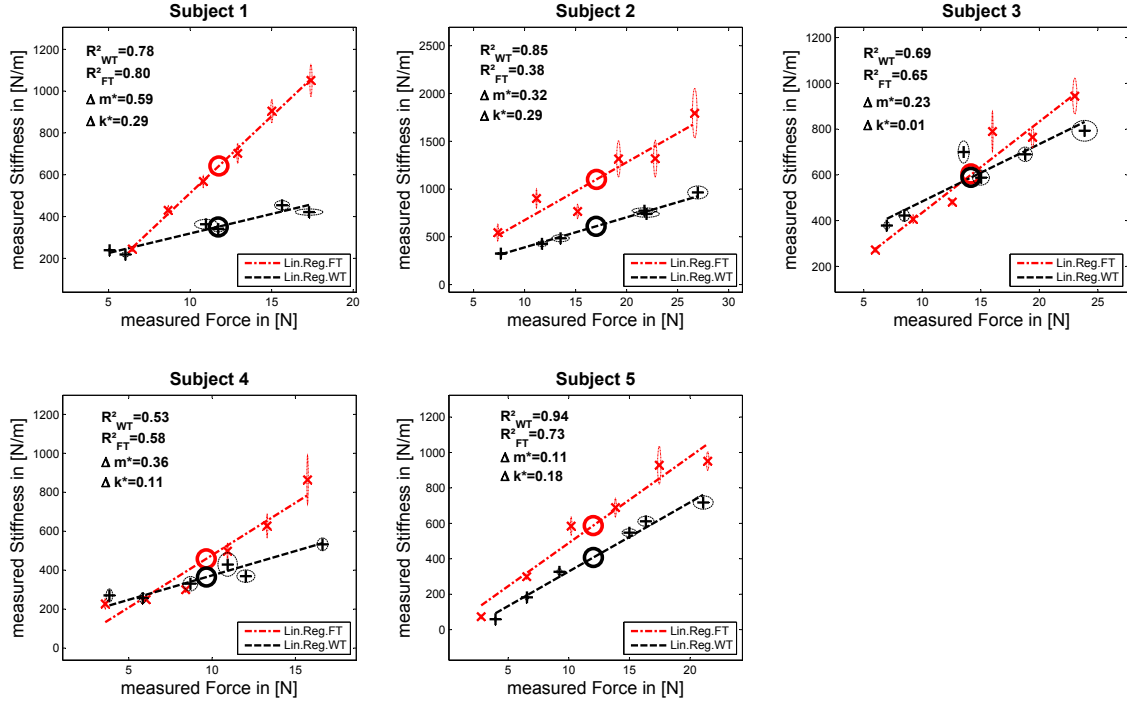 Subject 1
measured Stiffness in [N/m]
1200
1000
800
600
400
200
R²WT=0.78
R²FT=0.80
Δ m*=0.59
Δ k*=0.29
Lin.Reg.FT
Lin.Reg.WT
5 10 15 20
measured Force in [N]
Subject 2
measured Stiffness in [N/m]
2500
2000
1500
1000
500
0
R²WT=0.85
R²FT=0.38
Δ m*=0.32
Δ k*=0.29
Lin.Reg.FT
Lin.Reg.WT
5 10 15 20 25 30
measured Force in [N]
Subject 3
measured Stiffness in [N/m]
1200
1000
800
600
400
200
R²WT=0.69
R²FT=0.65
Δ m*=0.23
Δ k*=0.01
Lin.Reg.FT
Lin.Reg.WT
5 10 15 20 25
measured Force in [N]
Subject 4
measured Stiffness in [N/m]
1200
1000
800
600
400
200
0
R²WT=0.53
R²FT=0.58
Δ m*=0.36
Δ k*=0.11
Lin.Reg.FT
Lin.Reg.WT
5 10 15
measured Force in [N]
Subject 5
measured Stiffness in [N/m]
1200
1000
800
600
400
200
0
R²WT=0.94
R²FT=0.73
Δ m*=0.11
Δ k*=0.18
Lin.Reg.FT
Lin.Reg.WT
5 10 15 20
measured Force in [N]